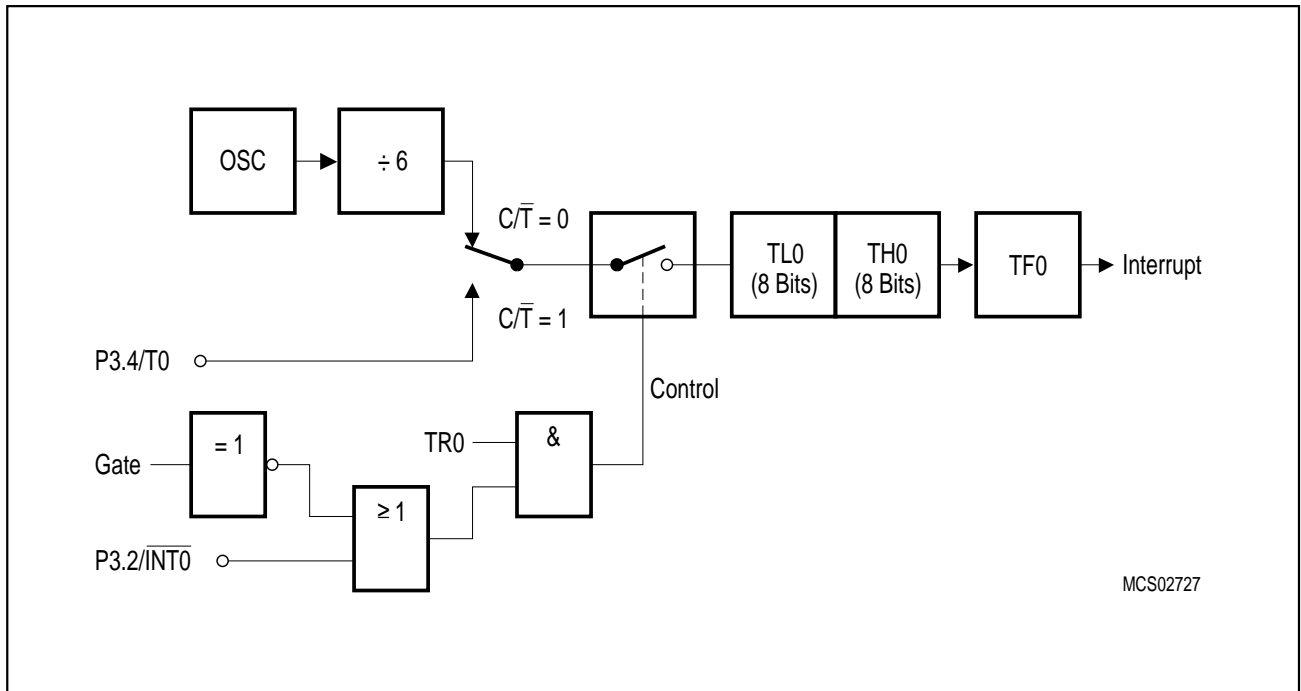 OSC
÷ 6
C/T̅ = 0
C/T̅ = 1
P3.4/T0
TL0
(8 Bits)
TH0
(8 Bits)
TF0
Interrupt
Control
Gate
= 1
TR0
&
≥ 1
P3.2/I̅N̅T̅0̅
MCS02727